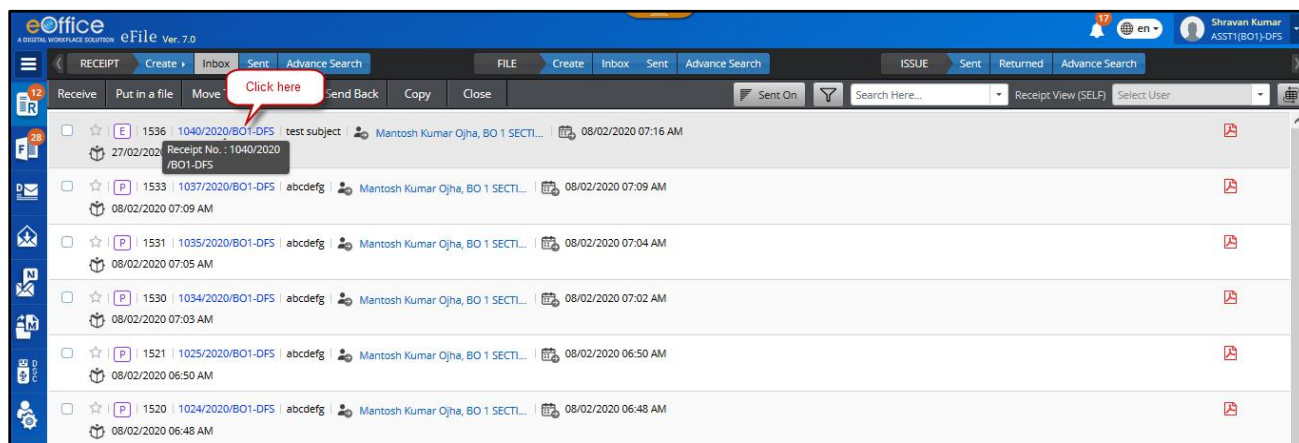 eOffice
A DIGITAL WORKPLACE SOLUTION eFile Ver. 7.0
17
en
Shravan Kumar
ASST1(BO1)-DFS
RECEIPT Create Inbox Sent Advance Search FILE Create Inbox Sent Advance Search ISSUE Sent Returned Advance Search
Click here
12
R
Receive Put in a file Move Send Back Copy Close Sent On Search Here... Receipt View (SELF) Select User
E 1536 1040/2020/BO1-DFS test subject Mantosh Kumar Ojha, BO 1 SECTI... 08/02/2020 07:16 AM
28
F
27/02/202
Receipt No. : 1040/2020
/BO1-DFS
P 1533 1037/2020/BO1-DFS abcdefg Mantosh Kumar Ojha, BO 1 SECTI... 08/02/2020 07:09 AM
D
08/02/2020 07:09 AM
P 1531 1035/2020/BO1-DFS abcdefg Mantosh Kumar Ojha, BO 1 SECTI... 08/02/2020 07:04 AM
08/02/2020 07:05 AM
N
P 1530 1034/2020/BO1-DFS abcdefg Mantosh Kumar Ojha, BO 1 SECTI... 08/02/2020 07:02 AM
08/02/2020 07:03 AM
M
P 1521 1025/2020/BO1-DFS abcdefg Mantosh Kumar Ojha, BO 1 SECTI... 08/02/2020 06:50 AM
DSC
08/02/2020 06:50 AM
P 1520 1024/2020/BO1-DFS abcdefg Mantosh Kumar Ojha, BO 1 SECTI... 08/02/2020 06:48 AM
08/02/2020 06:48 AM